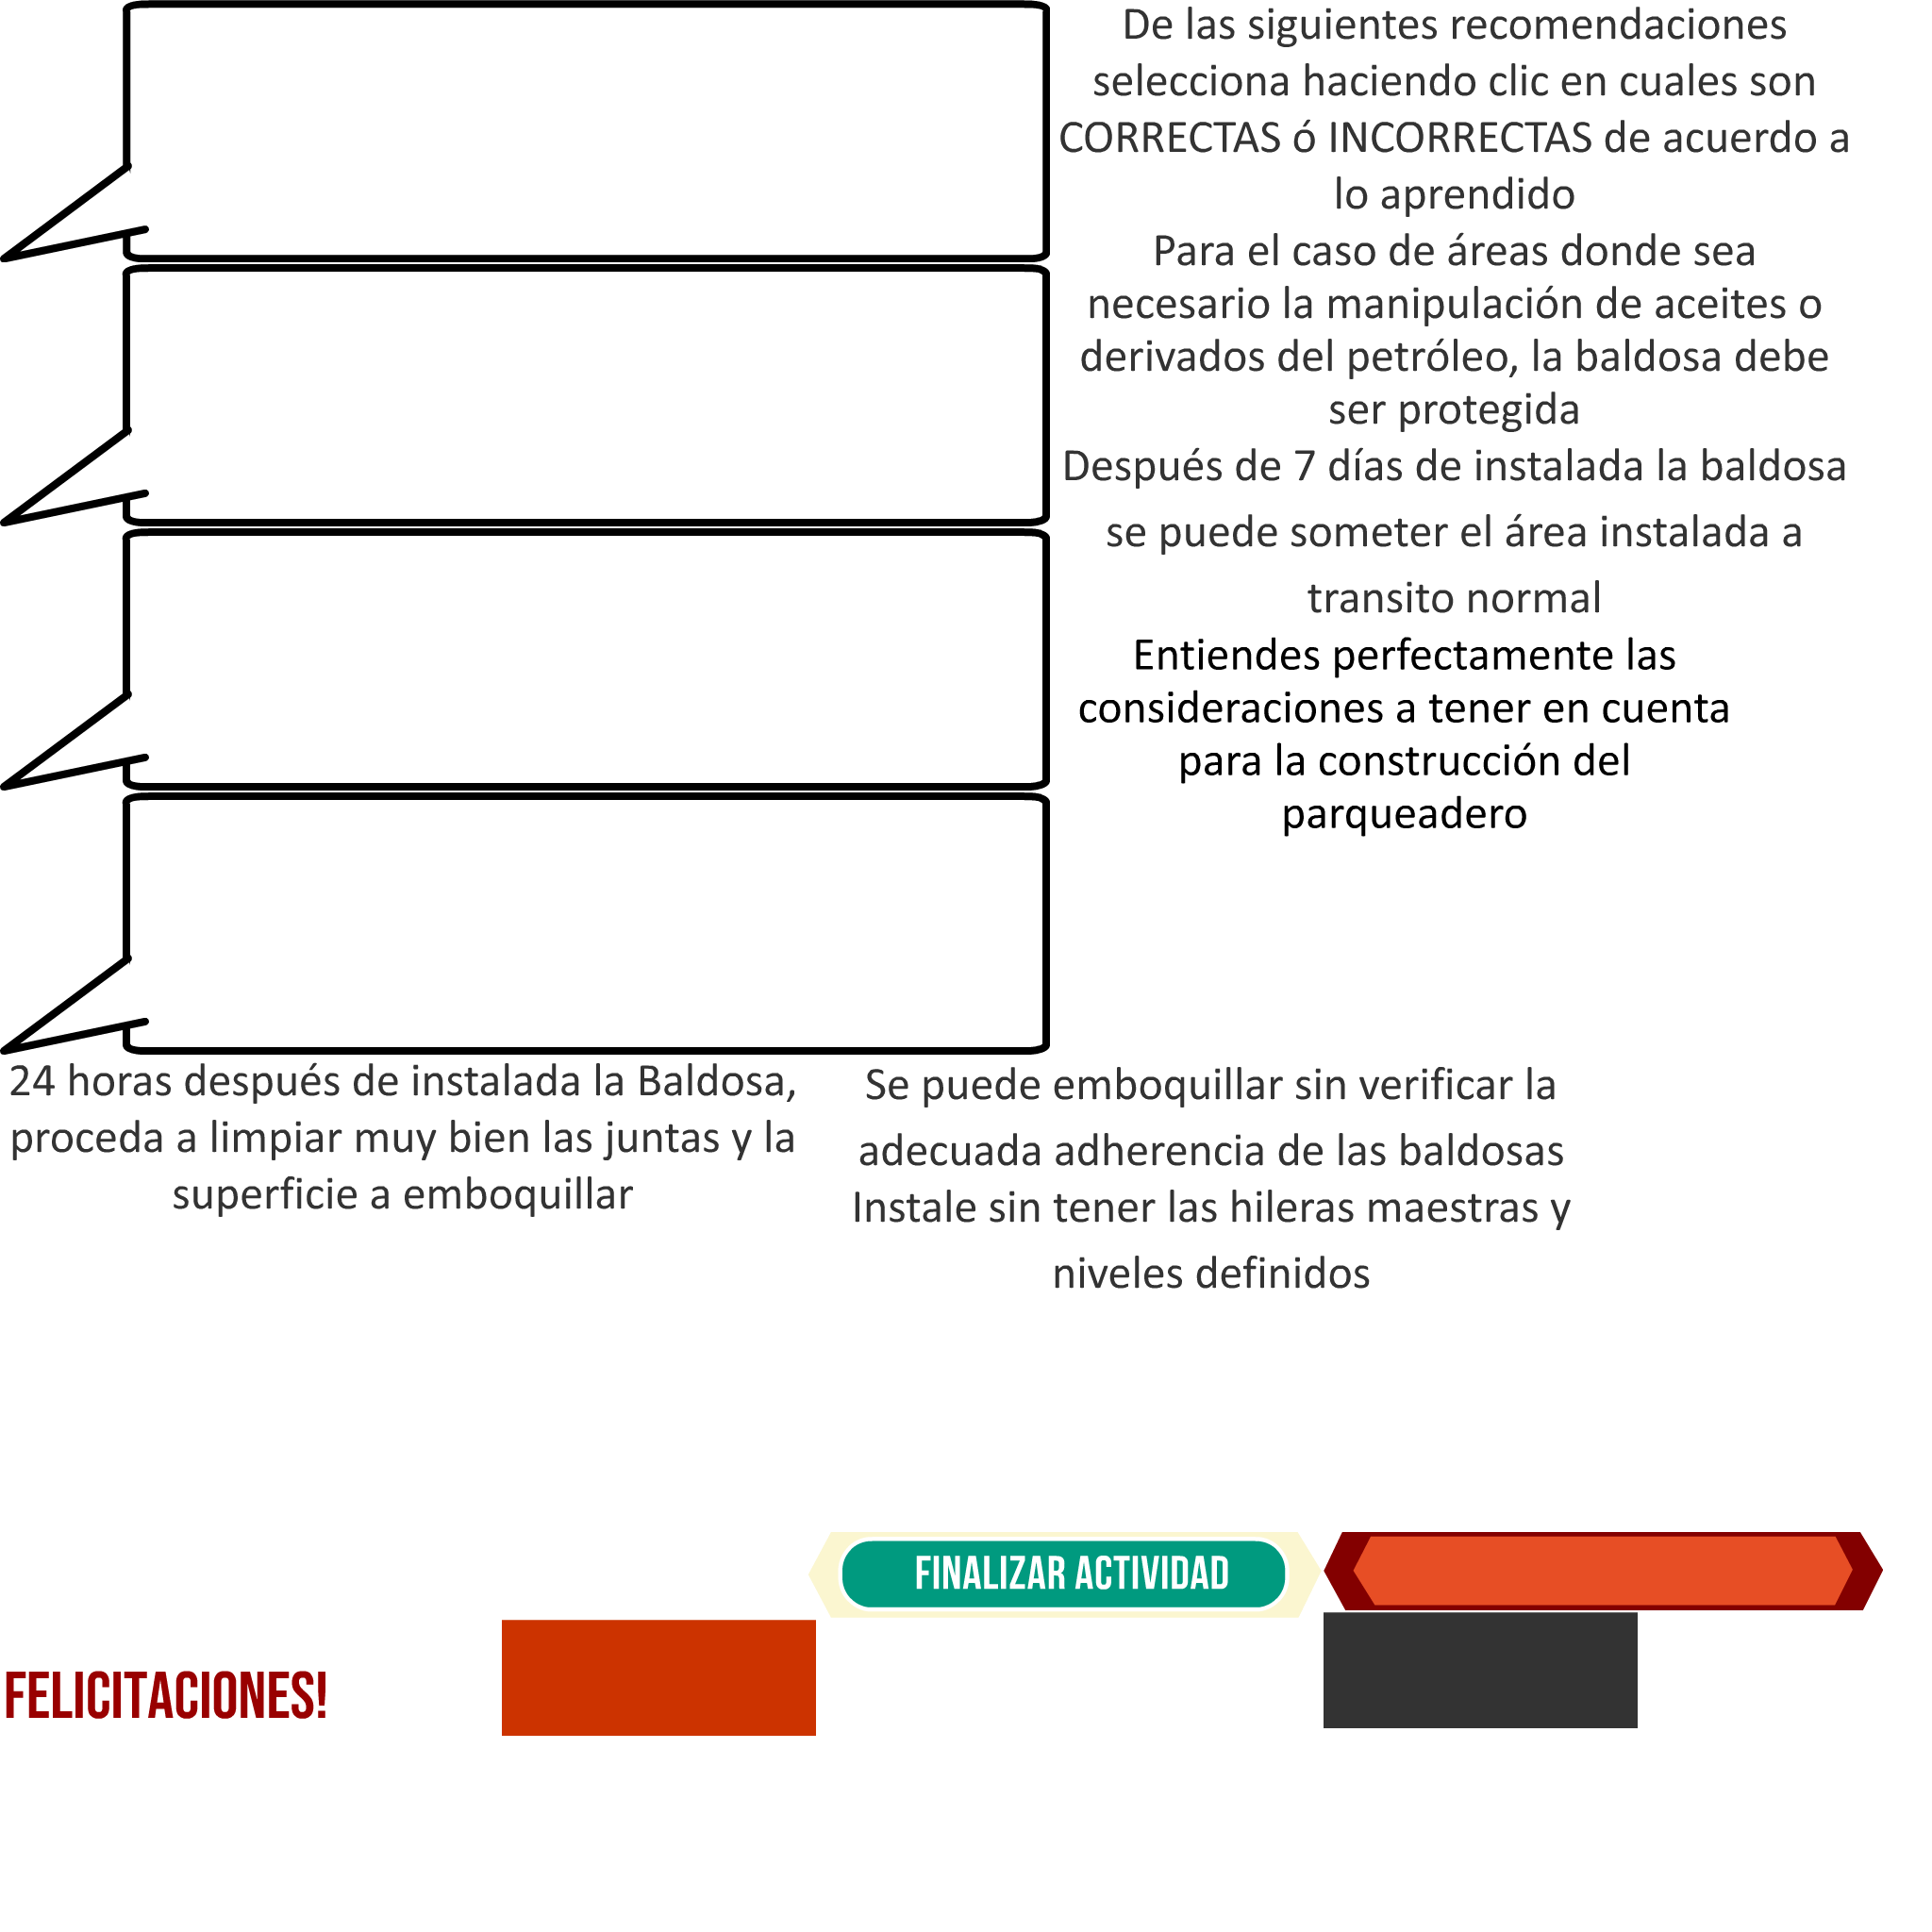 De las siguientes recomendaciones
selecciona haciendo clic en cuales son
CORRECTAS ó INCORRECTAS de acuerdo a
lo aprendido
Para el caso de áreas donde sea
necesario la manipulación de aceites o
derivados del petróleo, la baldosa debe
ser protegida
Después de 7 días de instalada la baldosa
se puede someter el área instalada a
transito normal
Entiendes perfectamente las
consideraciones a tener en cuenta
para la construcción del
parqueadero
24 horas después de instalada la Baldosa,
proceda a limpiar muy bien las juntas y la
superficie a emboquillar
Se puede emboquillar sin verificar la
adecuada adherencia de las baldosas
Instale sin tener las hileras maestras y
niveles definidos
FINALIZAR ACTIVIDAD
FELICITACIONES!